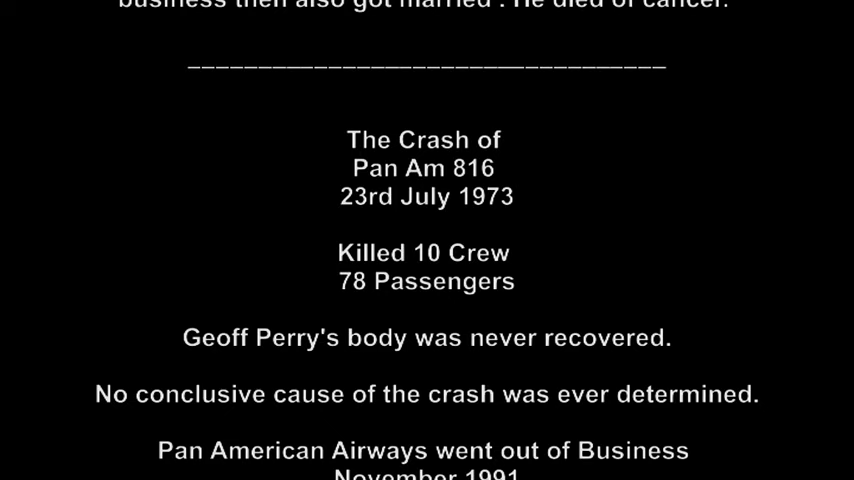 business then also got married . He died of cancer.
__________________________________
The Crash of
Pan Am 816
23rd July 1973
Killed 10 Crew
78 Passengers
Geoff Perry's body was never recovered.
No conclusive cause of the crash was ever determined.
Pan American Airways went out of Business
November 1991